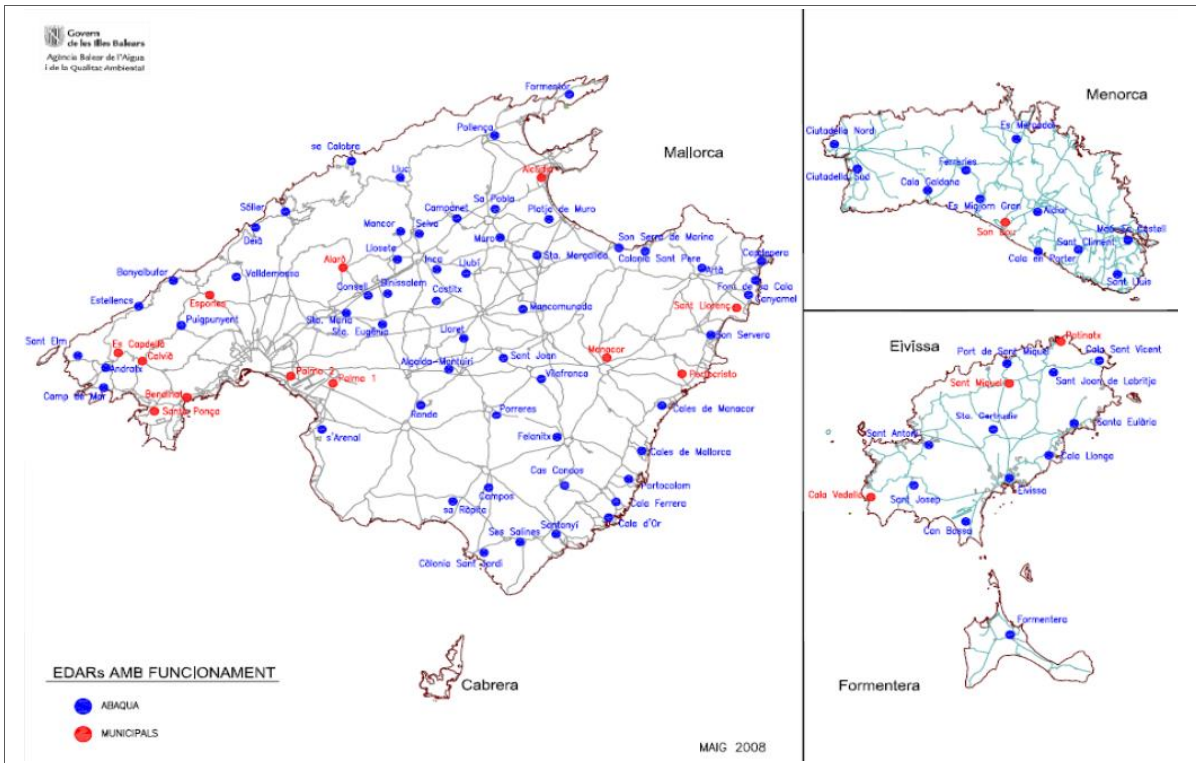 Govern
de les Illes Balears
Agència Balear de l'Aigua
i de la Qualitat Ambiental
Formentor
Pollença
sa Calobra
Mallorca
Lluc
Alcúdia
Sa Pobla
Campanet
Platja de Muro
Sóller
Mancor
Selva
Deià
Muro
Son Serra de Marina
Lloseta
Sta. Margalida
Colonia Sant Pere
Capdepera
Alaró
Inca
Llubí
Artà
Banyalbufar
Valldemossa
Font de sa Cala
Binissalem
Consell
Costitx
Canyamel
Estellencs
Esporles
Mancomunada
Sant Llorenç
Puigpunyent
Sta. Maria
Sta. Eugènia
Lloret
Son Servera
Sant Elm
Es Capdellà
Calvià
Sant Joan
Manacor
Algaida-Montuïri
Andratx
Palma 2
Palma 1
Vilafranca
Portocristo
Camp de Mar
Bendinat
Santa Ponça
Randa
Porreres
Cales de Manacor
s'Arenal
Felanitx
Cales de Mallorca
Cas Concos
Portocolom
Campos
sa Ràpita
Cala Ferrera
Cala d'Or
Ses Salines
Santanyí
Colònia Sant Jordi
Cabrera
EDARs AMB FUNCIONAMENT
ABAQUA
MUNICIPALS
MAIG 2008
Menorca
Ciutadella Nord
Es Mercadal
Ferreries
Ciutadella Sud
Cala Galdana
Es Migjorn Gran
Alaior
Son Bou
Maó-Es Castell
Sant Climent
Cala en Porter
Sant Lluís
Eivissa
Portinatx
Port de Sant Miquel
Cala Sant Vicent
Sant Miquel
Sant Joan de Labritja
Sta. Gertrudis
Santa Eulària
Sant Antoni
Cala Llonga
Cala Vedella
Sant Josep
Eivissa
Can Bossa
Formentera
Formentera